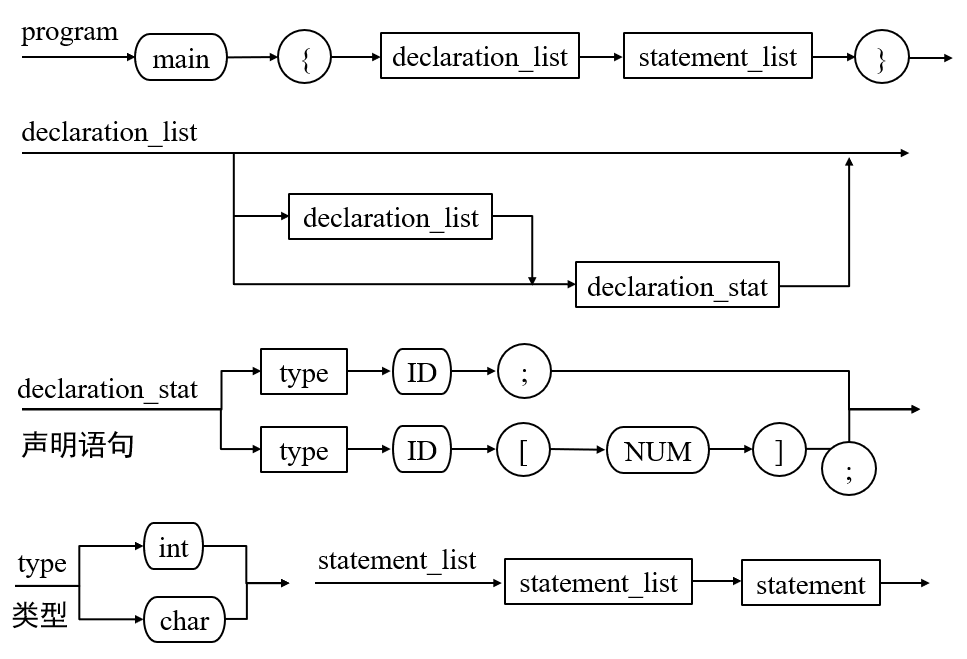 program
main { declaration_list statement_list }
declaration_list
declaration_list
declaration_stat
declaration_stat
type ID ;
声明语句
type ID [ NUM ] ;
type
int
类型
char
statement_list
statement_list statement